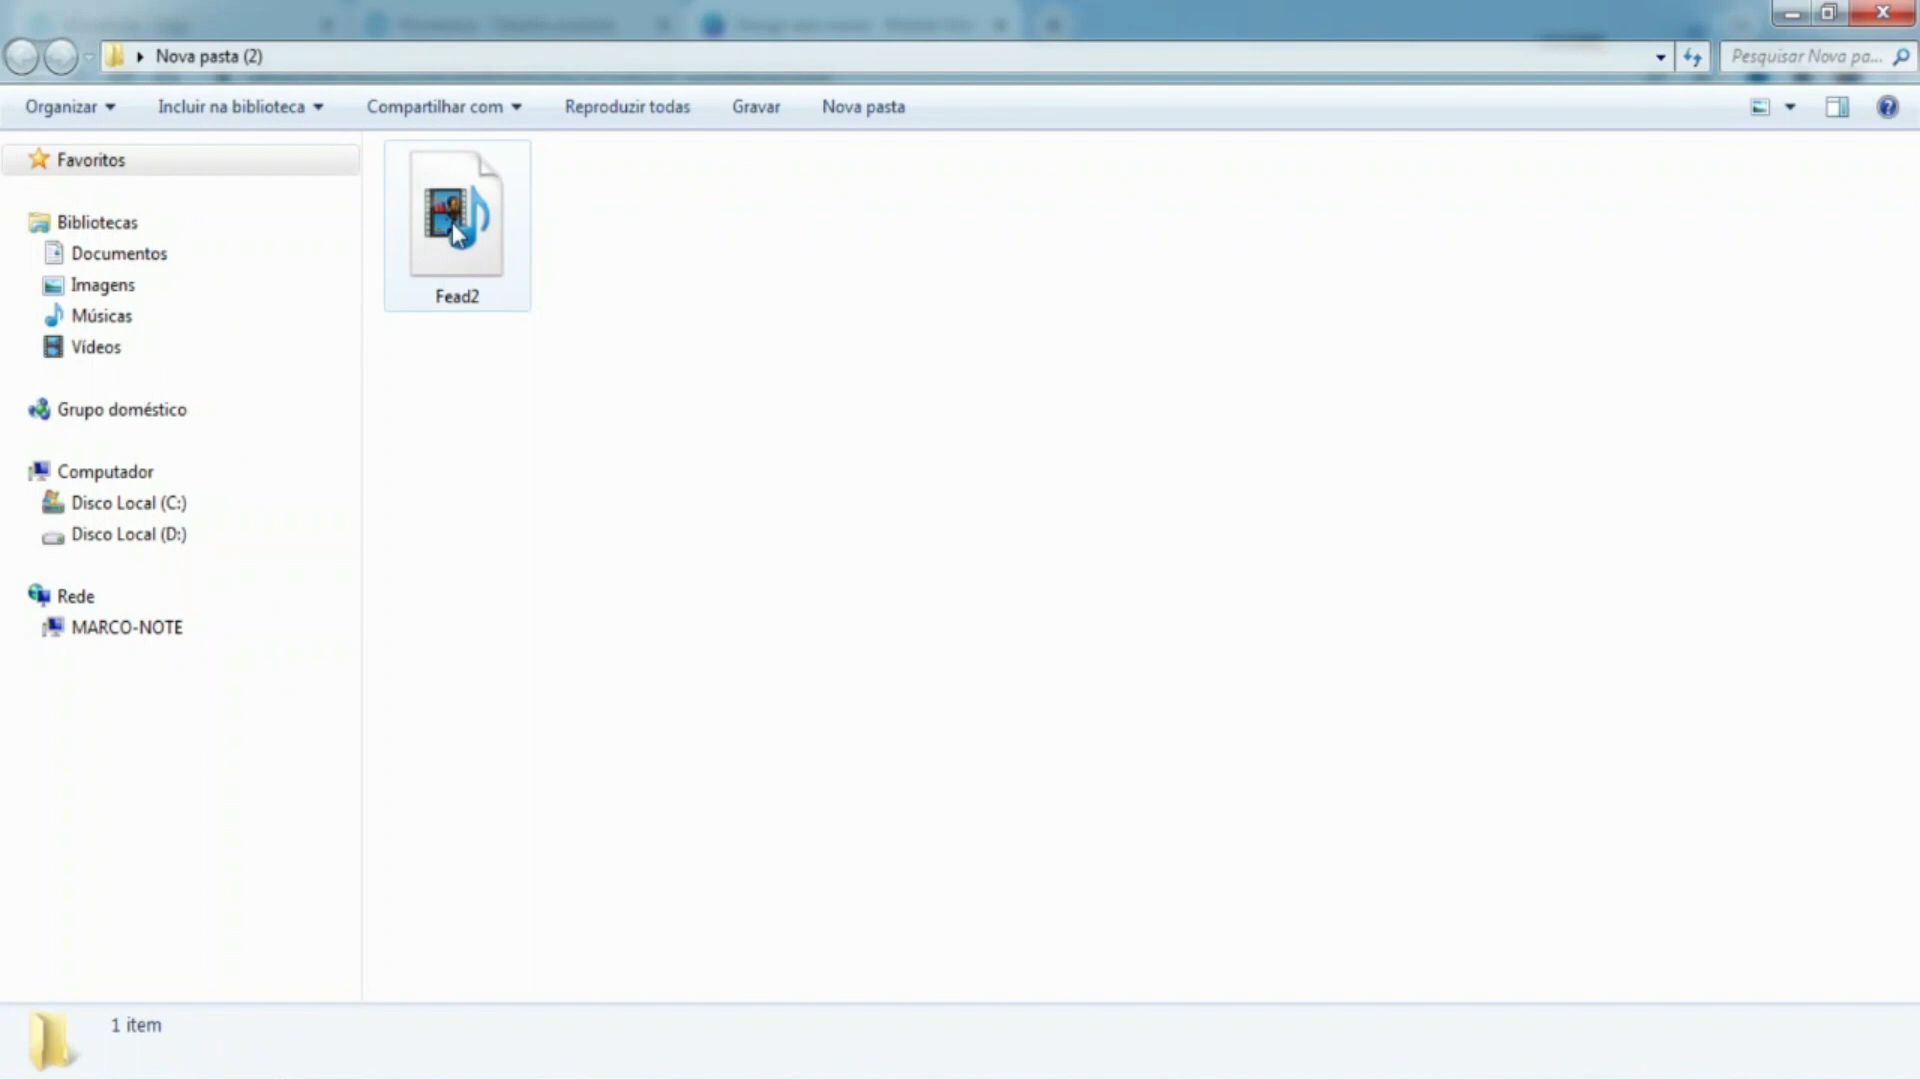 Nova pasta (2)
Pesquisar Nova pa...
Organizar
Incluir na biblioteca
Compartilhar com
Reproduzir todas
Gravar
Nova pasta
Favoritos
Bibliotecas
Documentos
Imagens
Músicas
Vídeos
Grupo doméstico
Computador
Disco Local (C:)
Disco Local (D:)
Rede
MARCO-NOTE
Fead2
1 item